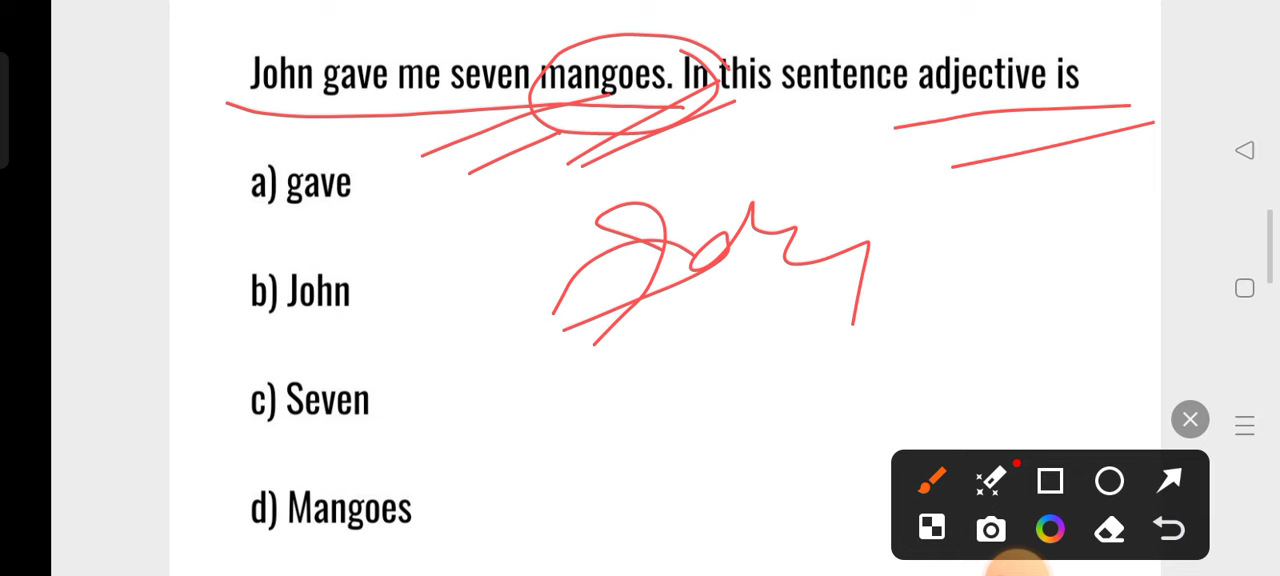 John gave me seven mangoes. In this sentence adjective is
a) gave
b) John
c) Seven
d) Mangoes